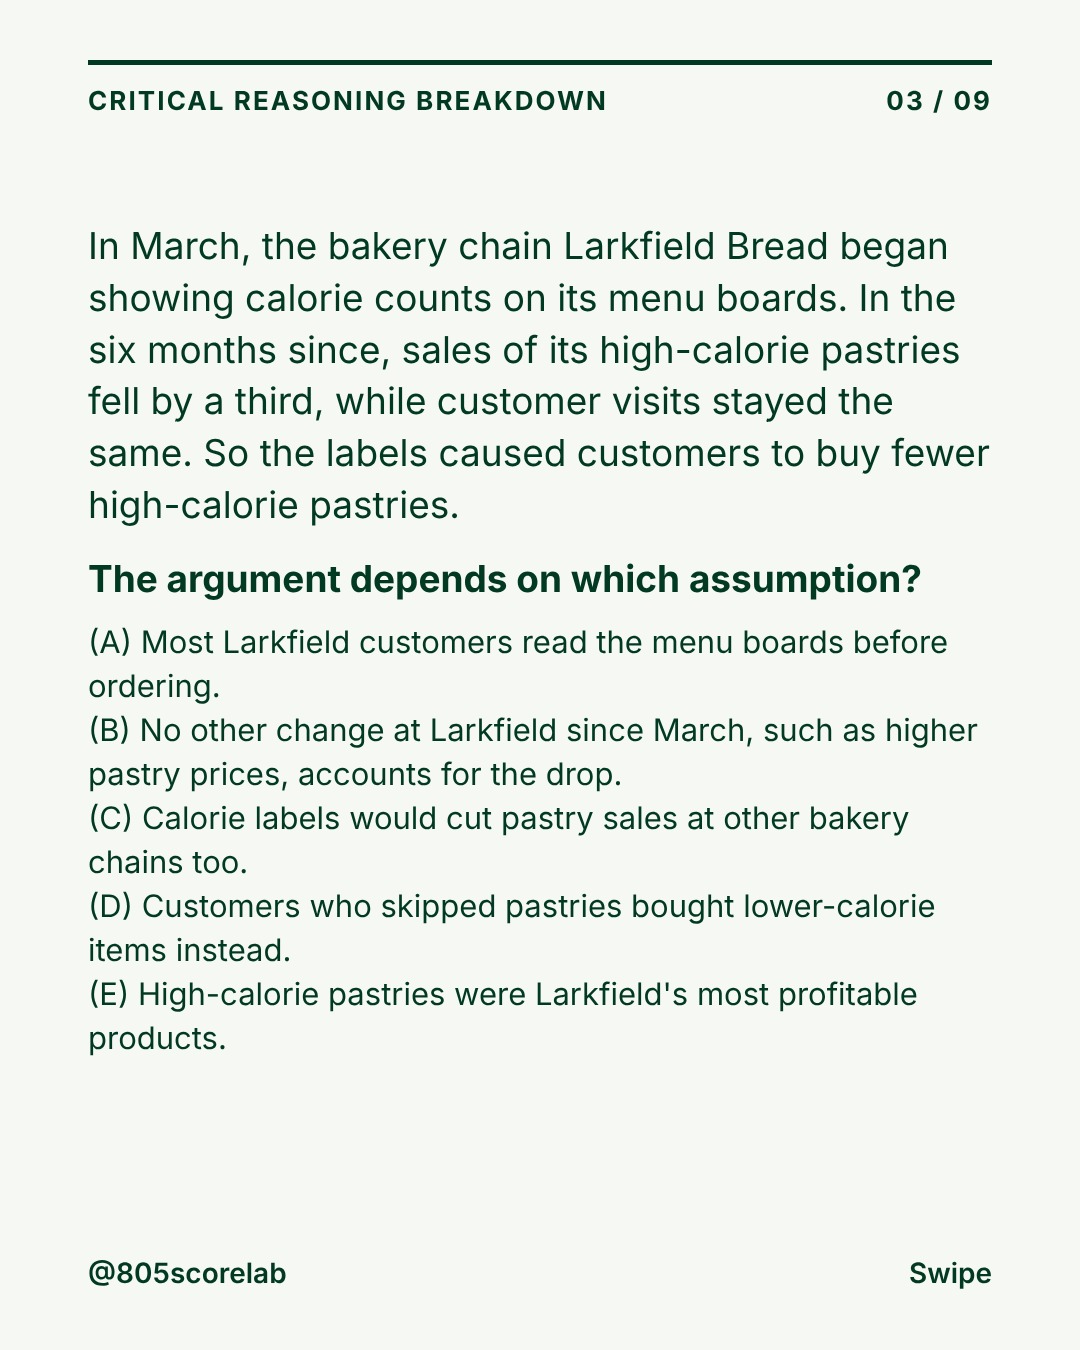 CRITICAL REASONING BREAKDOWN
03 / 09
In March, the bakery chain Larkfield Bread began
showing calorie counts on its menu boards. In the
six months since, sales of its high-calorie pastries
fell by a third, while customer visits stayed the
same. So the labels caused customers to buy fewer
high-calorie pastries.
The argument depends on which assumption?
(A) Most Larkfield customers read the menu boards before
ordering.
(B) No other change at Larkfield since March, such as higher
pastry prices, accounts for the drop.
(C) Calorie labels would cut pastry sales at other bakery
chains too.
(D) Customers who skipped pastries bought lower-calorie
items instead.
(E) High-calorie pastries were Larkfield's most profitable
products.
@805scorelab
Swipe